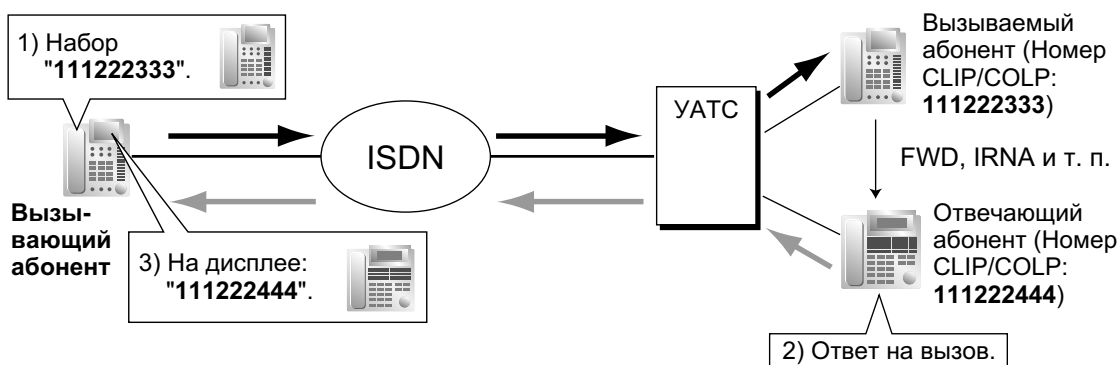 1) Набор
"111222333".
Вызы-
вающий
абонент
3) На дисплее:
"111222444".
ISDN
УАТС
Вызываемый
абонент (Номер
CLIP/COLP:
111222333)
FWD, IRNA и т. п.
Отвечающий
абонент (Номер
CLIP/COLP:
111222444)
2) Ответ на вызов.